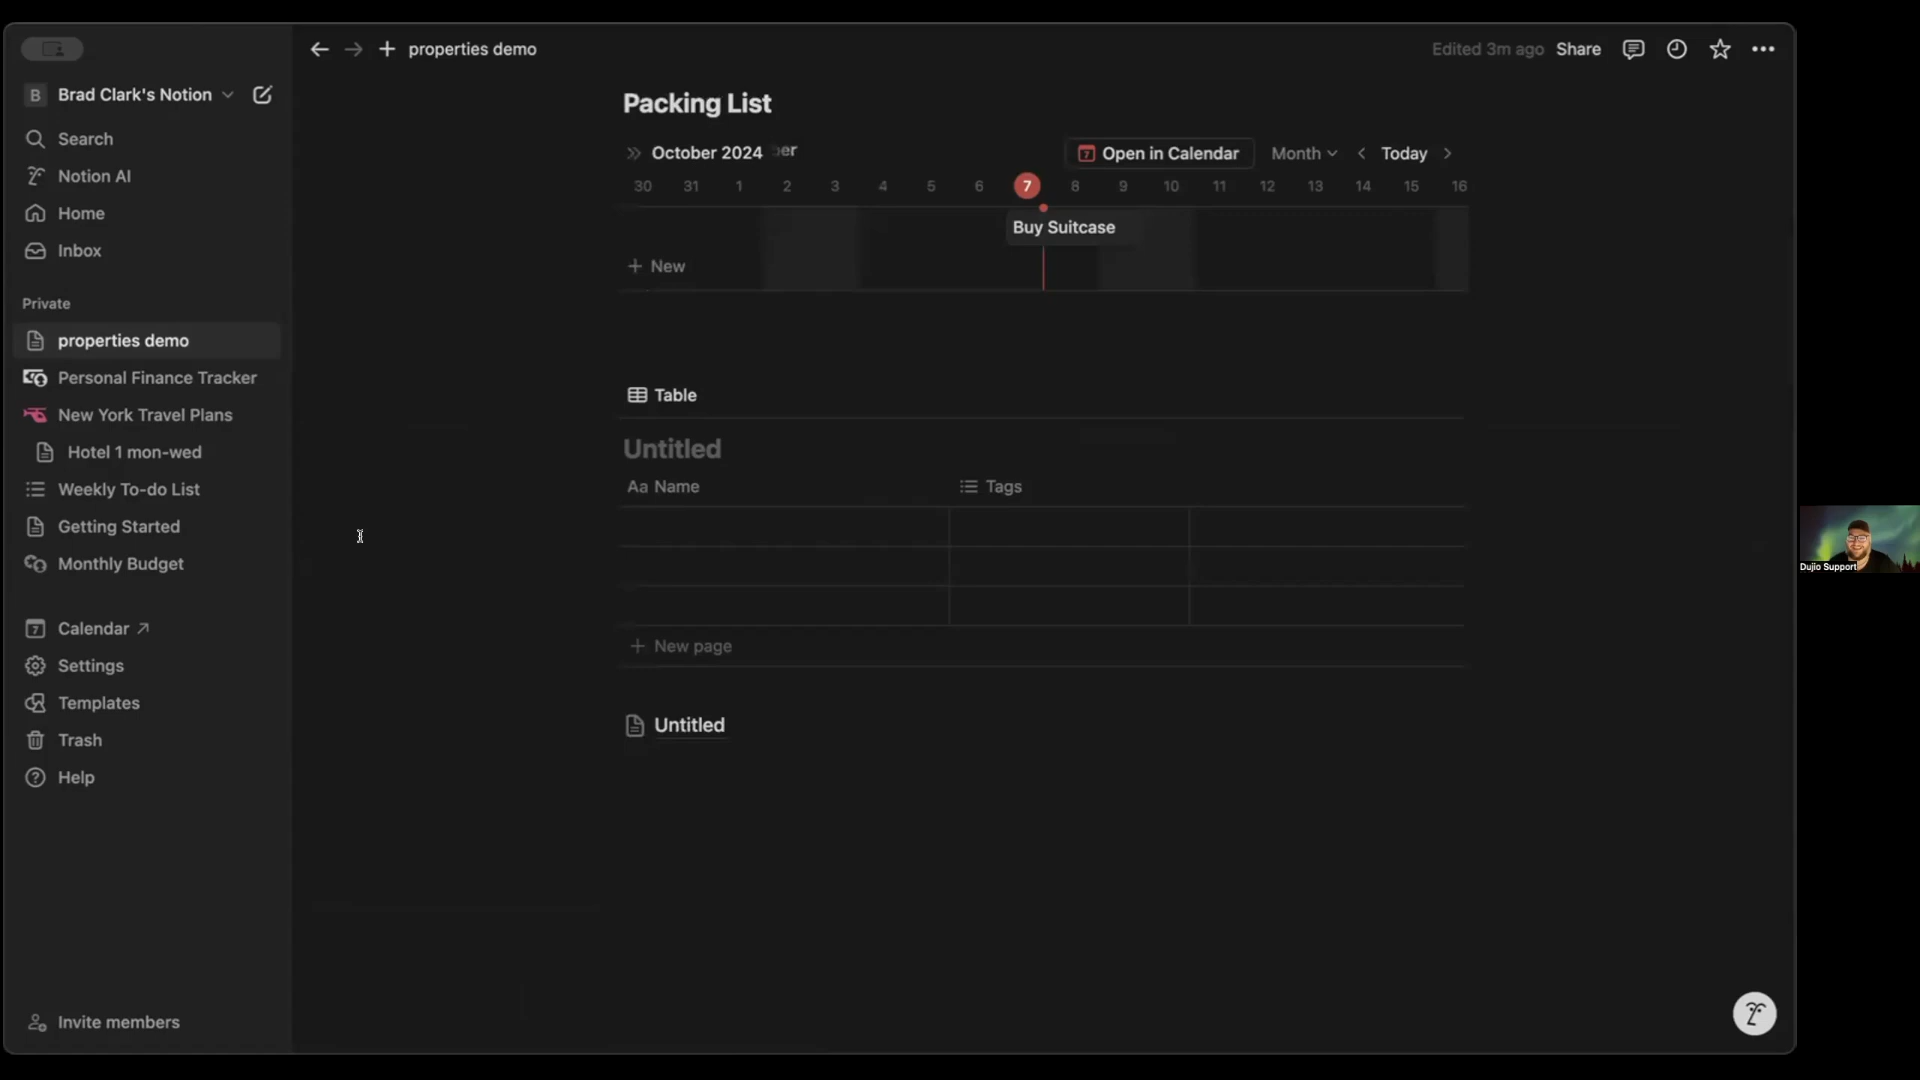 properties demo
Edited 3m ago Share
B Brad Clark's Notion
Search
Notion AI
Home
Inbox
Private
properties demo
Personal Finance Tracker
New York Travel Plans
Hotel 1 mon-wed
Weekly To-do List
Getting Started
Monthly Budget
7 Calendar ↗
Settings
Templates
Trash
Help
Invite members
Packing List
October 2024
7 Open in Calendar Month < Today >
30 31 1 2 3 4 5 6 7 8 9 10 11 12 13 14 15 16
Buy Suitcase
+ New
Table
Untitled
Aa Name Tags
+ New page
Untitled
Dujio Support